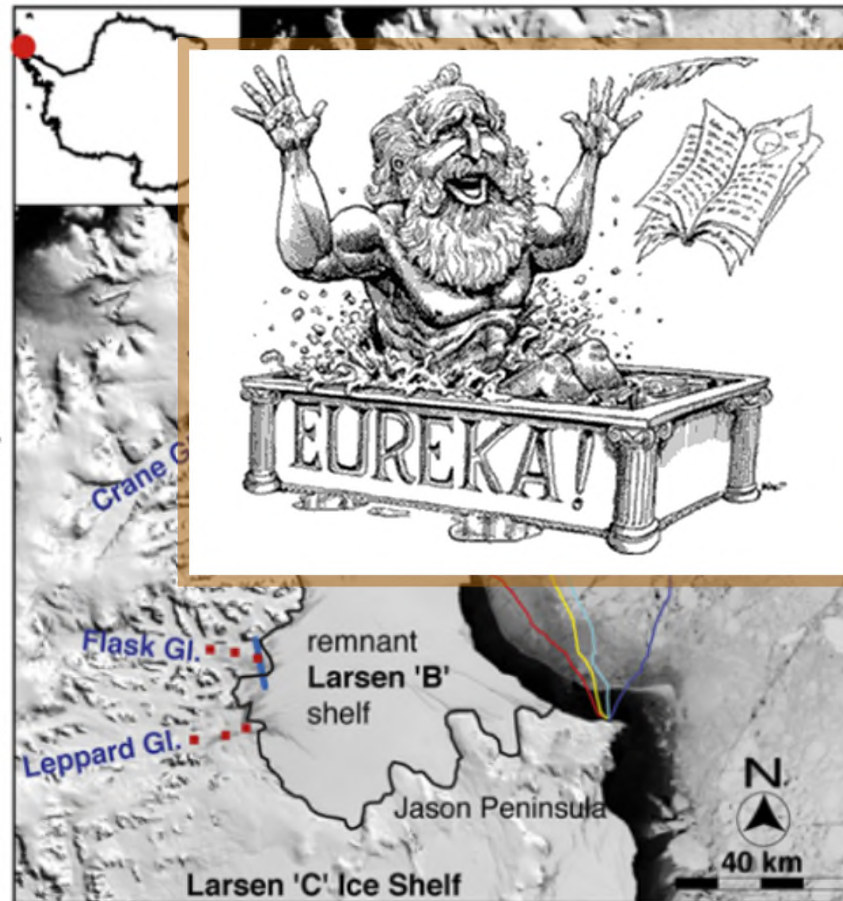 EUREKA!
Crane G
Flask Gl.
remnant
Larsen 'B'
shelf
Leppard Gl.
Jason Peninsula
N
40 km
Larsen 'C' Ice Shelf